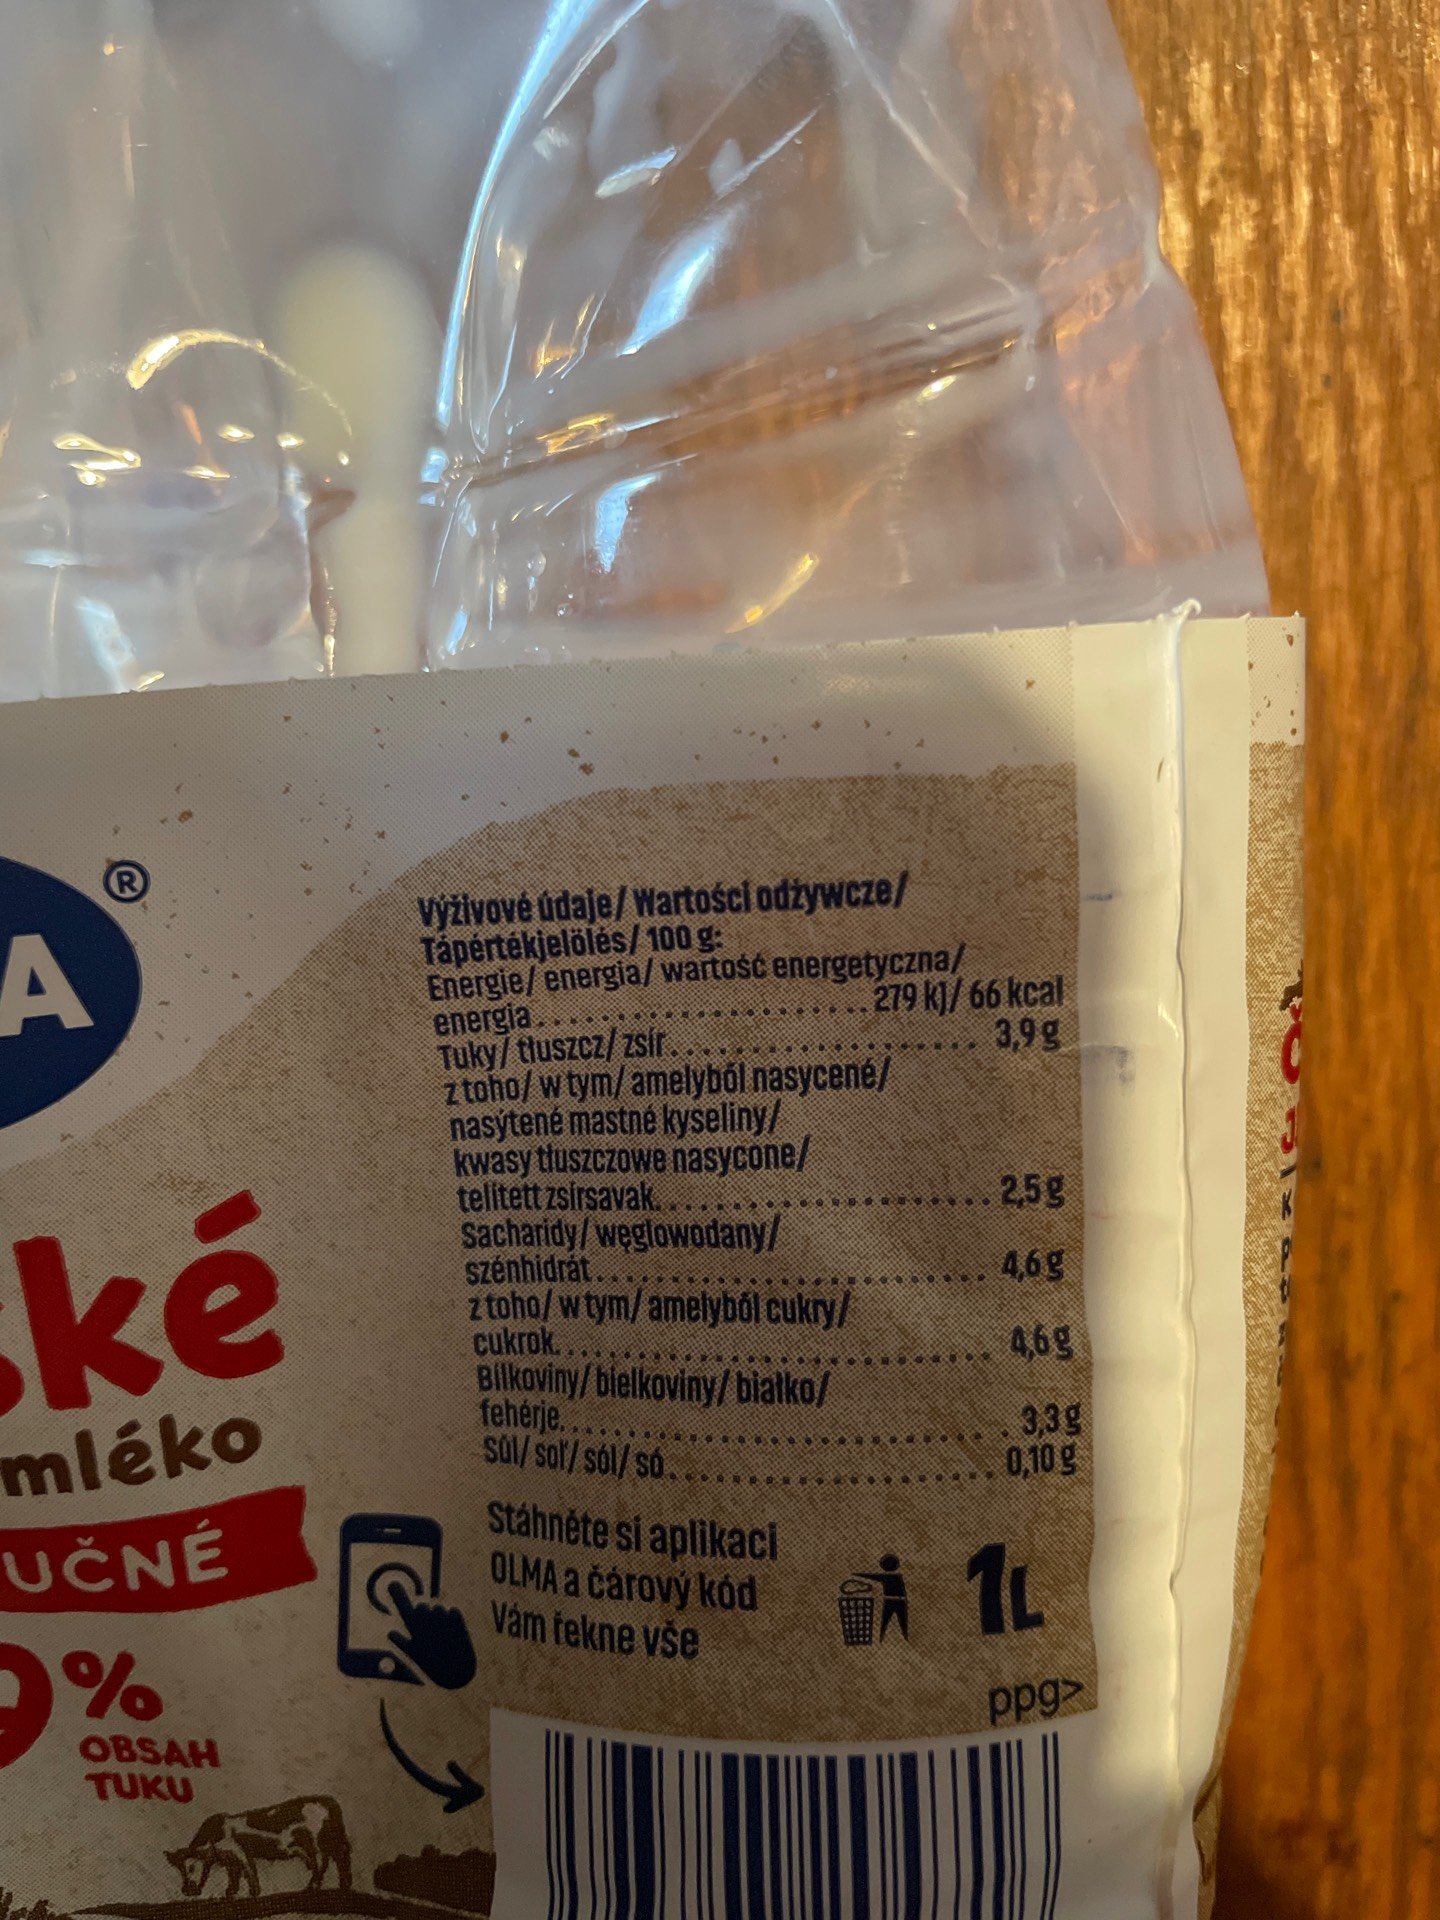 ®
A
ké
mléko
UČNÉ
9%
OBSAH
TUKU
Výživové údaje/ Wartości odżywcze/
Tápértékjelölés/ 100 g:
Energie/ energia/ wartość energetyczna/
energia................... 279 kJ/ 66 kcal
Tuky/ tłuszcz/ zsír................... 3,9 g
z toho/ w tym/ amelyből nasycené/
nasýtené mastné kyseliny/
kwasy tłuszczowe nasycone/
telített zsírsavak................... 2,5 g
Sacharidy/ węglowodany/
szénhidrát................... 4,6 g
z toho/ w tym/ amelyből cukry/
cukrok................... 4,6 g
Bílkoviny/ bielkoviny/ białko/
fehérje................... 3,3 g
Sůl/ soľ/ sól/ só................... 0,10 g
Stáhněte si aplikaci
OLMA a čárový kód
Vám řekne vše
1L
ppg>